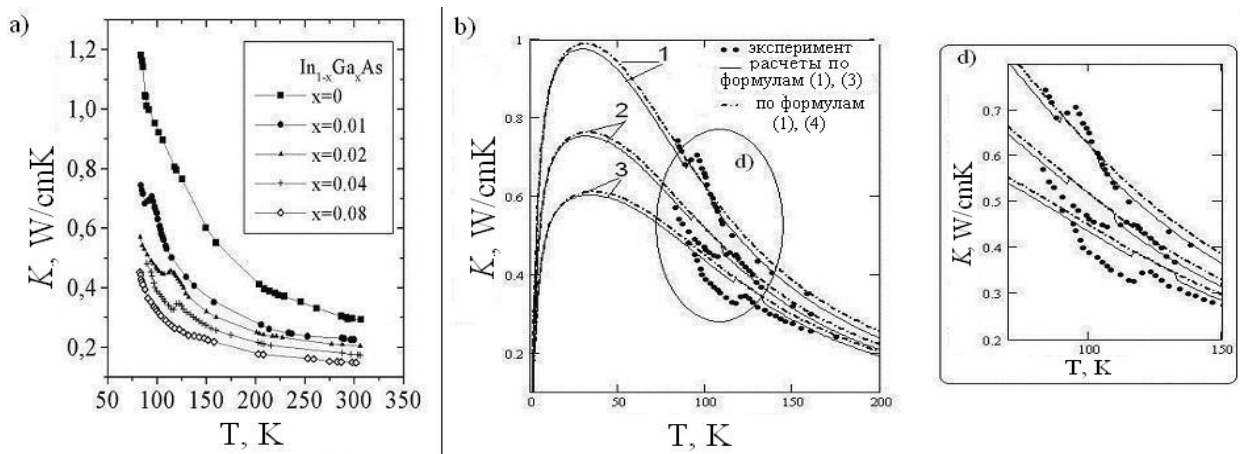 a)
1,2
1,0
0,8
0,6
0,4
0,2
K, W/cmK
50 100 150 200 250 300 350
T, K
In1-xGaxAs
x=0
x=0.01
x=0.02
x=0.04
x=0.08
b)
1
0.8
0.6
0.4
0.2
K, W/cmK
0 50 100 150 200
T, K
1
2
3
d)
эксперимент
расчёты по
формулам (1), (3)
по формулам
(1), (4)
d)
0.7
0.6
0.5
0.4
0.3
0.2
K, W/cmK
100 150
T, K